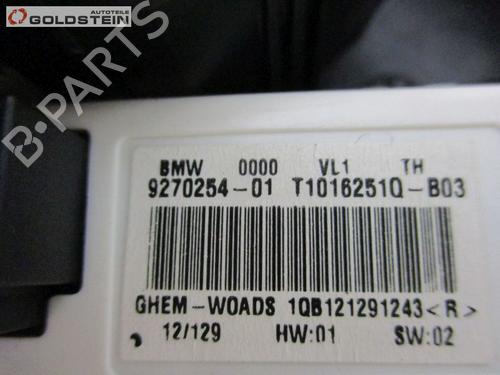 Autoteile
GOLDSTEIN
B-PARTS
BMW 0000 VL1 TH
9270254-01 T1016251Q-B03
GHEM-WOADS 1QB121291243<R>
12/129 HW:01 SW:02